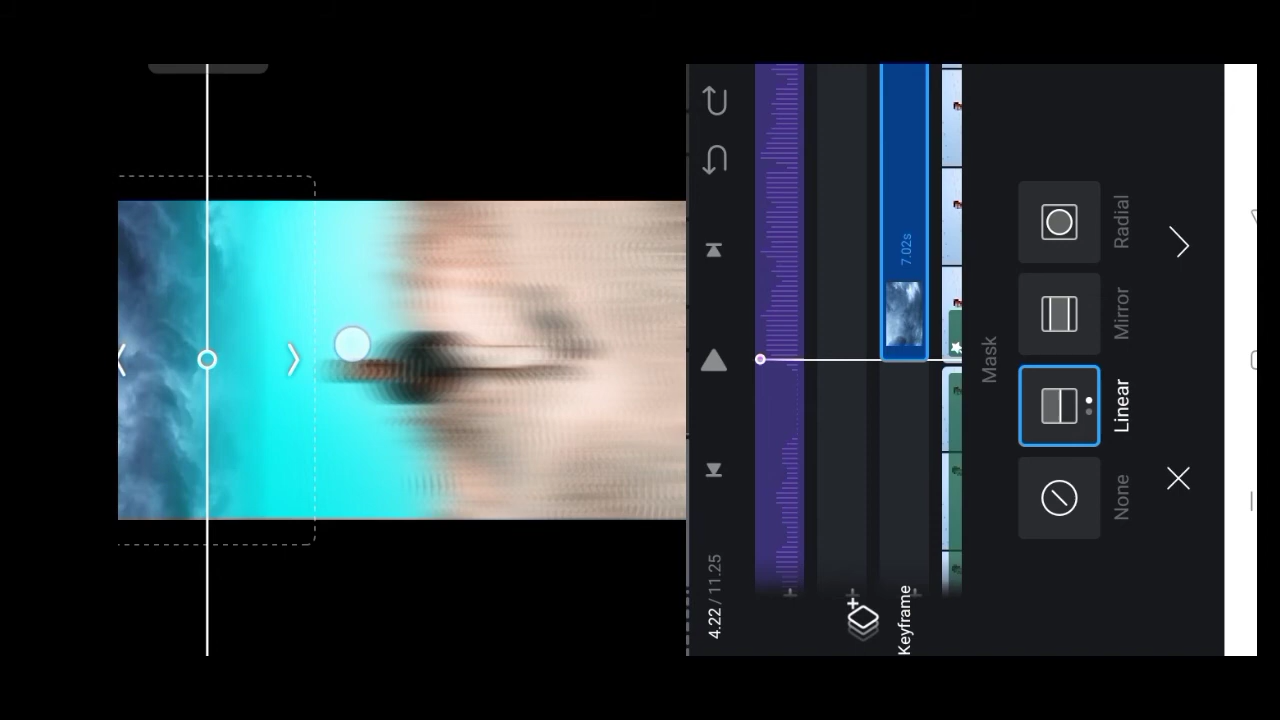 4.22 / 11.25
Keyframe
7.02s
Mask
None
Linear
Mirror
Radial